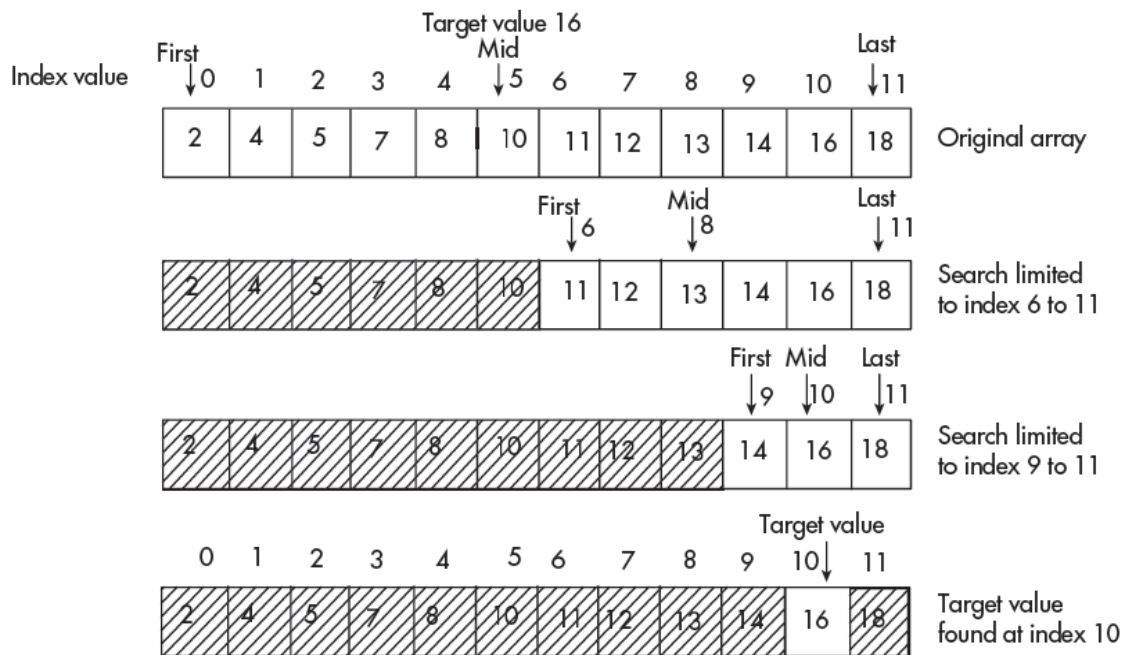 Target value 16
First Mid Last
Index value 0 1 2 3 4 5 6 7 8 9 10 11
2 4 5 7 8 10 11 12 13 14 16 18 Original array
First Mid Last
6 8 11
2 4 5 7 8 10 11 12 13 14 16 18 Search limited
to index 6 to 11
First Mid Last
9 10 11
2 4 5 7 8 10 11 12 13 14 16 18 Search limited
to index 9 to 11
Target value
0 1 2 3 4 5 6 7 8 9 10 11
2 4 5 7 8 10 11 12 13 14 16 18 Target value
found at index 10